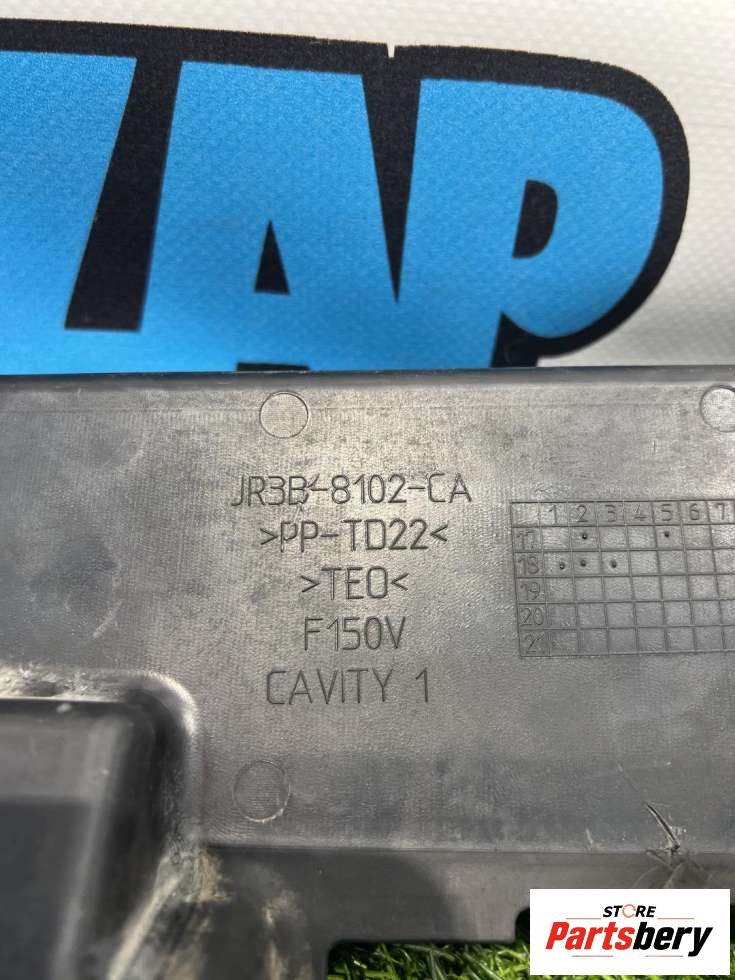 AP
JR3B-8102-CA
>PP-TD22<
>TEO<
F150V
CAVITY 1
1 2 3 4 5 6 7
17
18
19
20
21
STORE
Partsbery